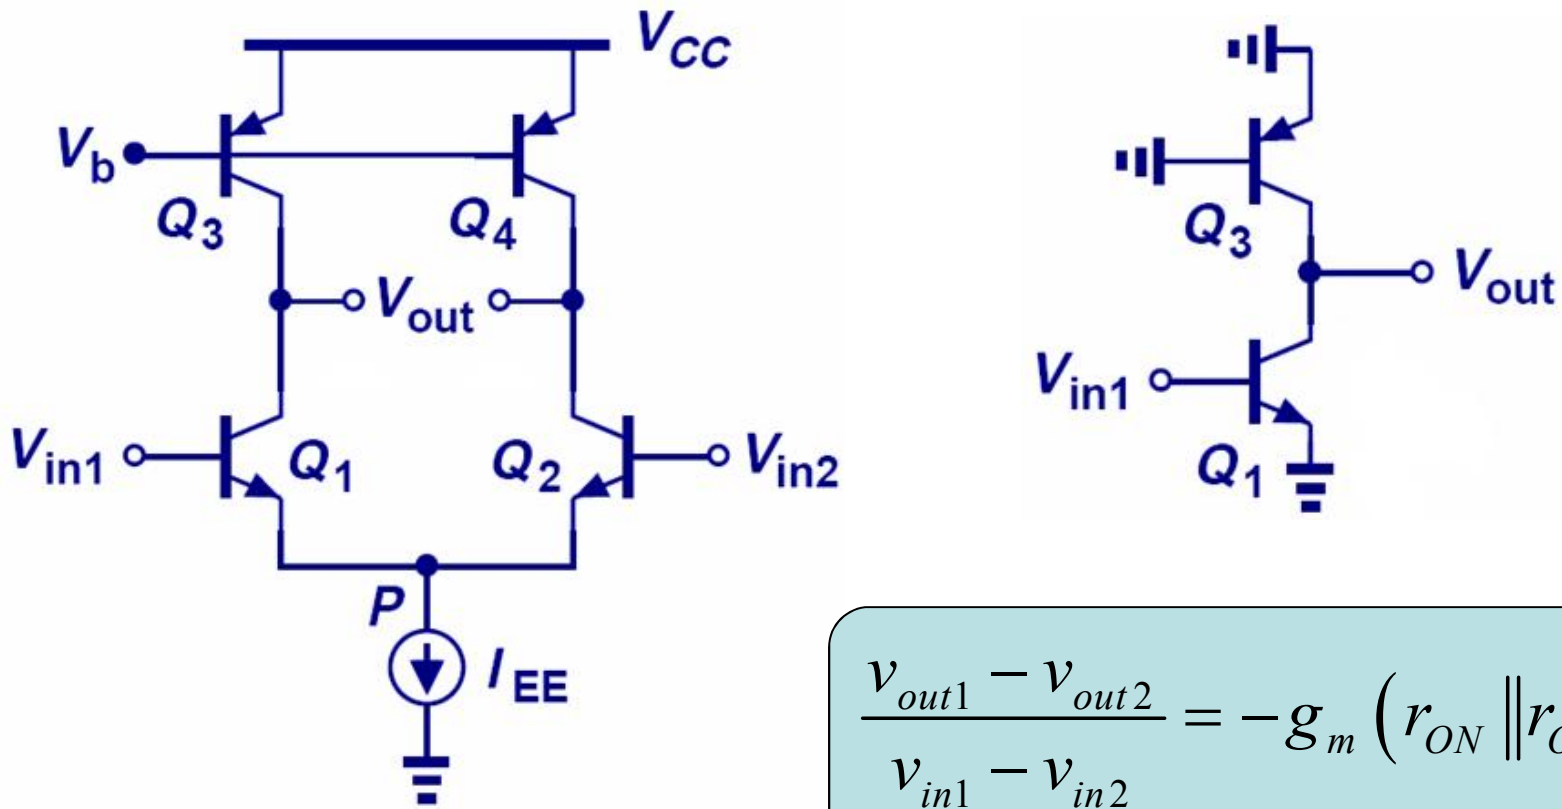 V_CC
V_b
Q_3 Q_4
V_out
V_in1 Q_1 Q_2 V_in2
P
I_EE
Q_3
V_out
V_in1
Q_1
v_out1 − v_out2
= −g_m (r_ON ∥ r_O
v_in1 − v_in2